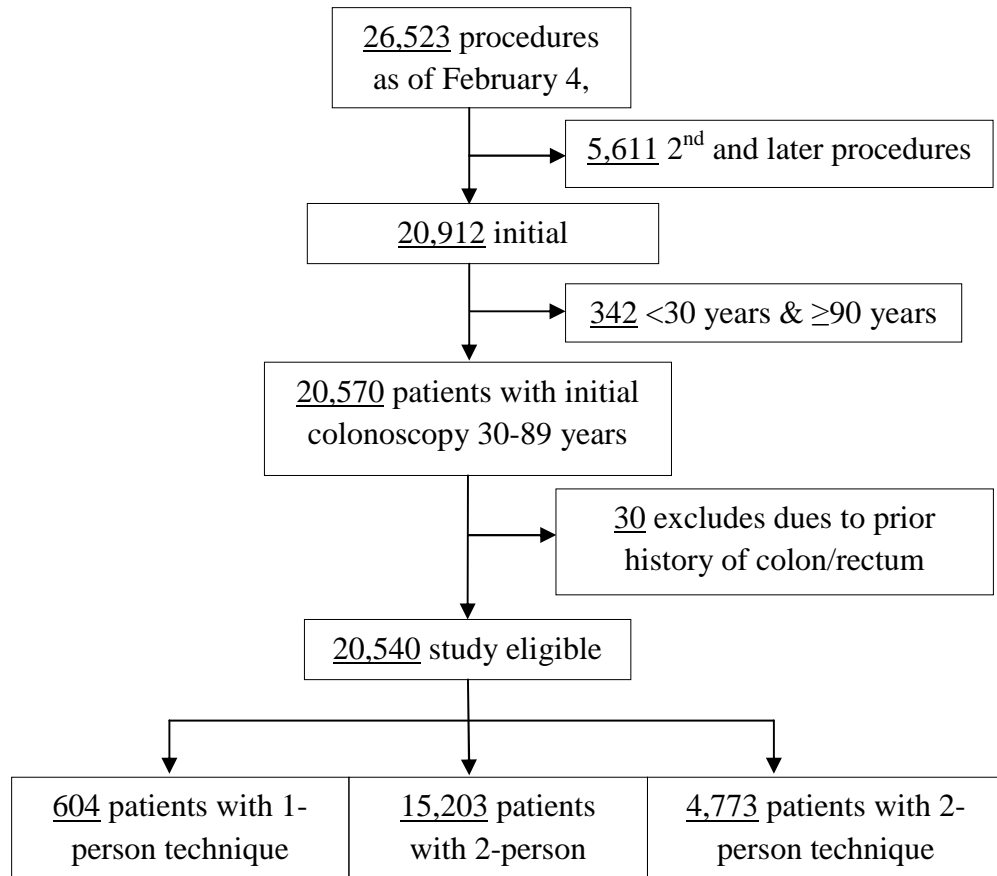 26,523 procedures
as of February 4,
5,611 2nd and later procedures
20,912 initial
342 <30 years & ≥90 years
20,570 patients with initial
colonoscopy 30-89 years
30 excludes dues to prior
history of colon/rectum
20,540 study eligible
604 patients with 1-
person technique
15,203 patients
with 2-person
4,773 patients with 2-
person technique